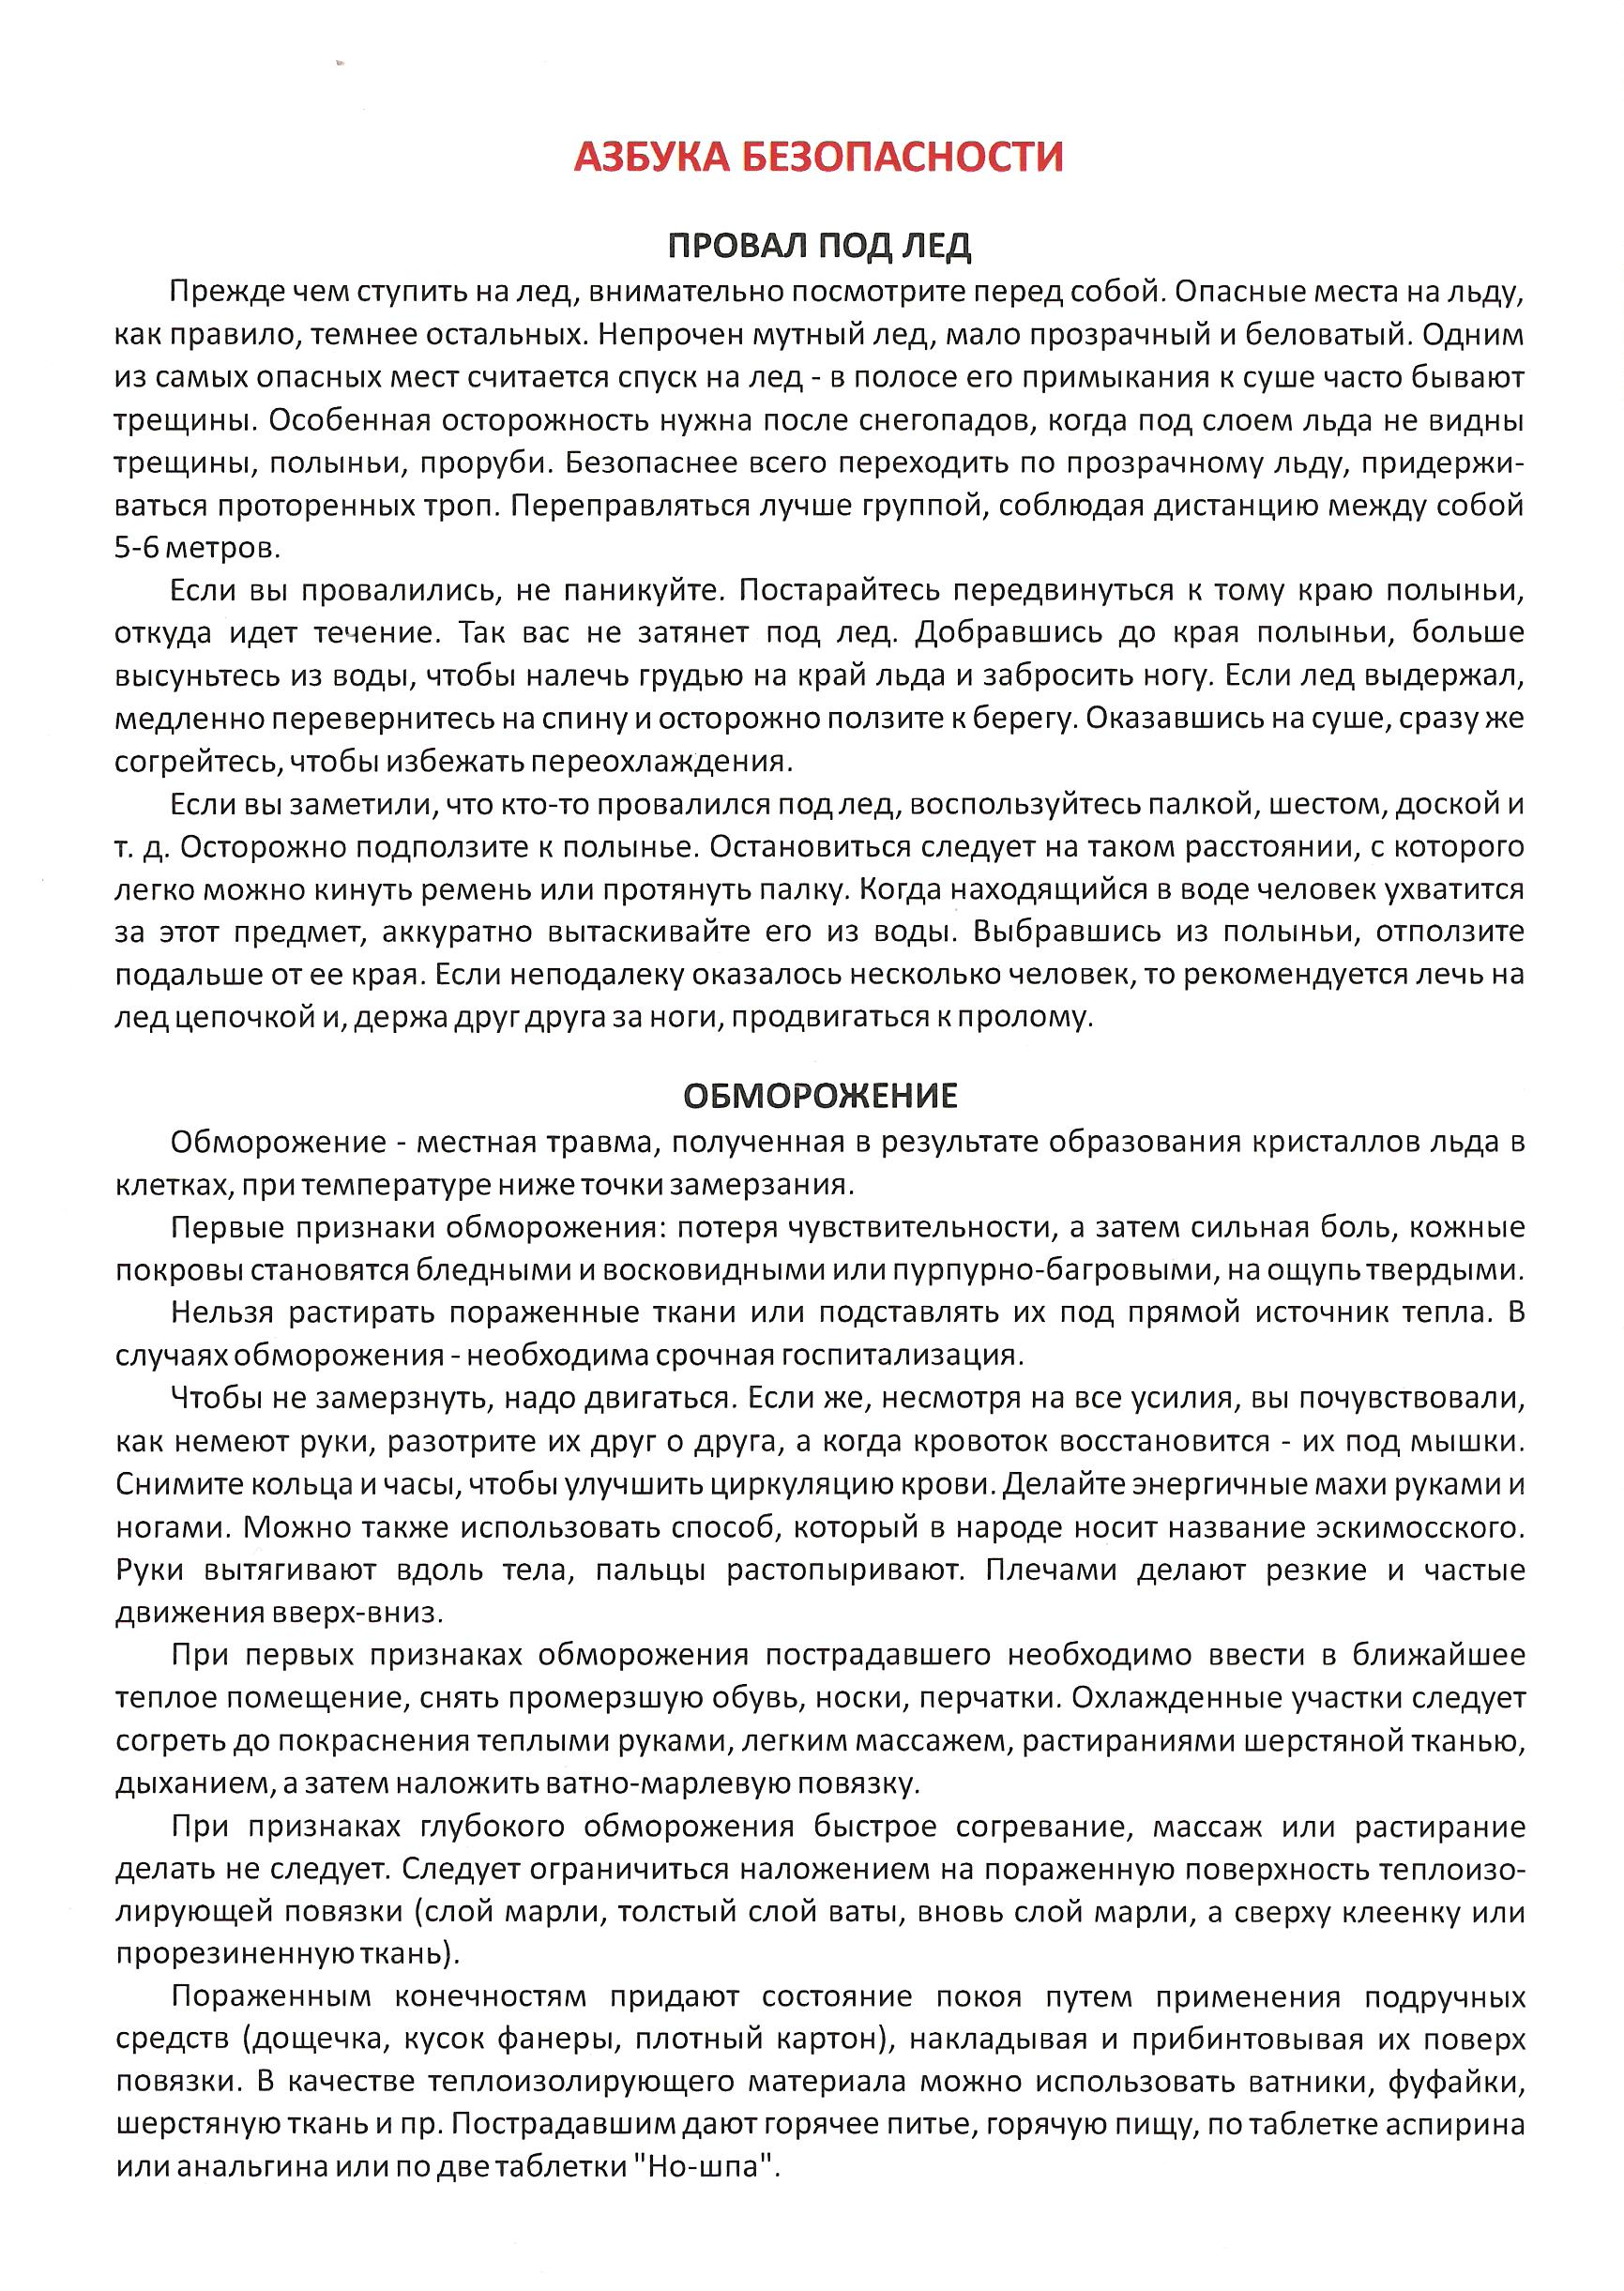 АЗБУКА БЕЗОПАСНОСТИ
ПРОВАЛ ПОД ЛЕД
Прежде чем ступить на лед, внимательно посмотрите перед собой. Опасные места на льду,
как правило, темнее остальных. Непрочен мутный лед, мало прозрачный и беловатый. Одним
из самых опасных мест считается спуск на лед - в полосе его примыкания к суше часто бывают
трещины. Особенная осторожность нужна после снегопадов, когда под слоем льда не видны
трещины, полыньи, проруби. Безопаснее всего переходить по прозрачному льду, придержи-
ваться проторенных троп. Переправляться лучше группой, соблюдая дистанцию между собой
5-6 метров.
Если вы провалились, не паникуйте. Постарайтесь передвинуться к тому краю полыньи,
откуда идет течение. Так вас не затянет под лед. Добравшись до края полыньи, больше
высуньтесь из воды, чтобы налечь грудью на край льда и забросить ногу. Если лед выдержал,
медленно перевернитесь на спину и осторожно ползите к берегу. Оказавшись на суше, сразу же
согрейтесь, чтобы избежать переохлаждения.
Если вы заметили, что кто-то провалился под лед, воспользуйтесь палкой, шестом, доской и
т. д. Осторожно подползите к полынье. Остановиться следует на таком расстоянии, с которого
легко можно кинуть ремень или протянуть палку. Когда находящийся в воде человек ухватится
за этот предмет, аккуратно вытаскивайте его из воды. Выбравшись из полыньи, отползите
подальше от ее края. Если неподалеку оказалось несколько человек, то рекомендуется лечь на
лед цепочкой и, держа друг друга за ноги, продвигаться к пролому.
ОБМОРОЖЕНИЕ
Обморожение - местная травма, полученная в результате образования кристаллов льда в
клетках, при температуре ниже точки замерзания.
Первые признаки обморожения: потеря чувствительности, а затем сильная боль, кожные
покровы становятся бледными и восковидными или пурпурно-багровыми, на ощупь твердыми.
Нельзя растирать пораженные ткани или подставлять их под прямой источник тепла. В
случаях обморожения - необходима срочная госпитализация.
Чтобы не замерзнуть, надо двигаться. Если же, несмотря на все усилия, вы почувствовали,
как немеют руки, разотрите их друг о друга, а когда кровоток восстановится - их под мышки.
Снимите кольца и часы, чтобы улучшить циркуляцию крови. Делайте энергичные махи руками и
ногами. Можно также использовать способ, который в народе носит название эскимосского.
Руки вытягивают вдоль тела, пальцы растопыривают. Плечами делают резкие и частые
движения вверх-вниз.
При первых признаках обморожения пострадавшего необходимо ввести в ближайшее
теплое помещение, снять промерзшую обувь, носки, перчатки. Охлажденные участки следует
согреть до покраснения теплыми руками, легким массажем, растираниями шерстяной тканью,
дыханием, а затем наложить ватно-марлевую повязку.
При признаках глубокого обморожения быстрое согревание, массаж или растирание
делать не следует. Следует ограничиться наложением на пораженную поверхность теплоизо-
лирующей повязки (слой марли, толстый слой ваты, вновь слой марли, а сверху клеенку или
прорезиненную ткань).
Пораженным конечностям придают состояние покоя путем применения подручных
средств (дощечка, кусок фанеры, плотный картон), накладывая и прибинтовывая их поверх
повязки. В качестве теплоизолирующего материала можно использовать ватники, фуфайки,
шерстяную ткань и пр. Пострадавшим дают горячее питье, горячую пищу, по таблетке аспирина
или анальгина или по две таблетки "Но-шпа".